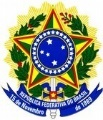 REPÚBLICA FEDERATIVA DO BRASIL
15 de Novembro de 1889